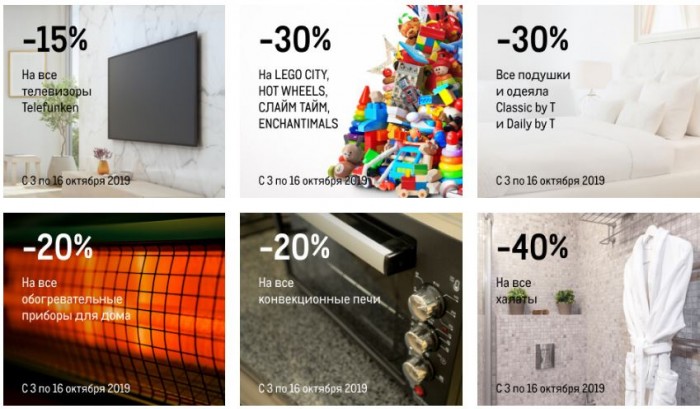 -15%
На все
телевизоры
Telefunken
С 3 по 16 октября 2019
-30%
На LEGO CITY,
HOT WHEELS,
СЛАЙМ ТАЙМ,
ENCHANTIMALS
С 3 по 16 октября 2019
-30%
Все подушки
и одеяла
Classic by T
и Daily by T
С 3 по 16 октября 2019
-20%
На все
обогревательные
приборы для дома
С 3 по 16 октября 2019
-20%
На все
конвекционные печи
С 3 по 16 октября 2019
-40%
На все
халаты
С 3 по 16 октября 2019